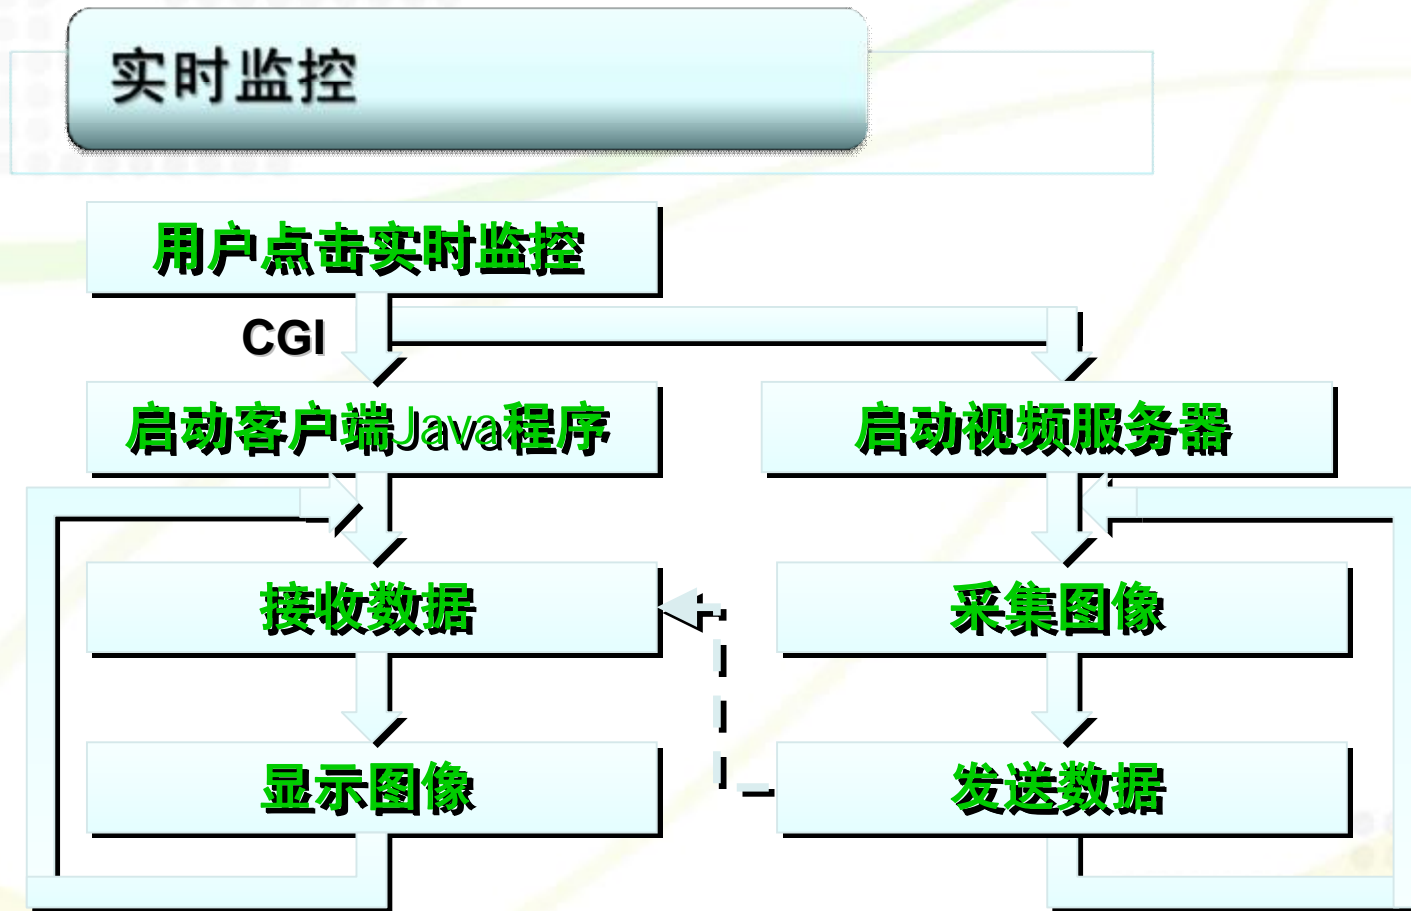 实时监控
用户点击实时监控
CGI
启动客户端Java程序
启动视频服务器
接收数据
采集图像
显示图像
发送数据